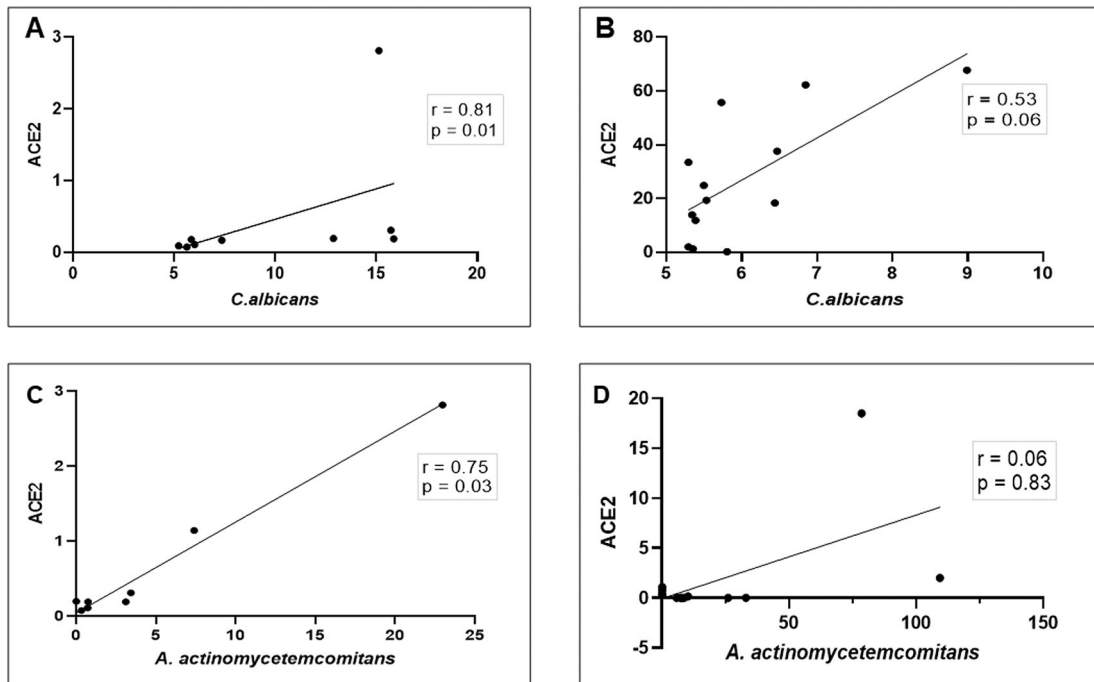 A
3
2
1
0
ACE2
r = 0.81
p = 0.01
0 5 10 15 20
C.albicans
B
80
60
40
20
0
ACE2
r = 0.53
p = 0.06
5 6 7 8 9 10
C.albicans
C
3
2
1
0
ACE2
r = 0.75
p = 0.03
0 5 10 15 20 25
A. actinomycetemcomitans
D
20
15
10
5
0
-5
ACE2
r = 0.06
p = 0.83
50 100 150
A. actinomycetemcomitans